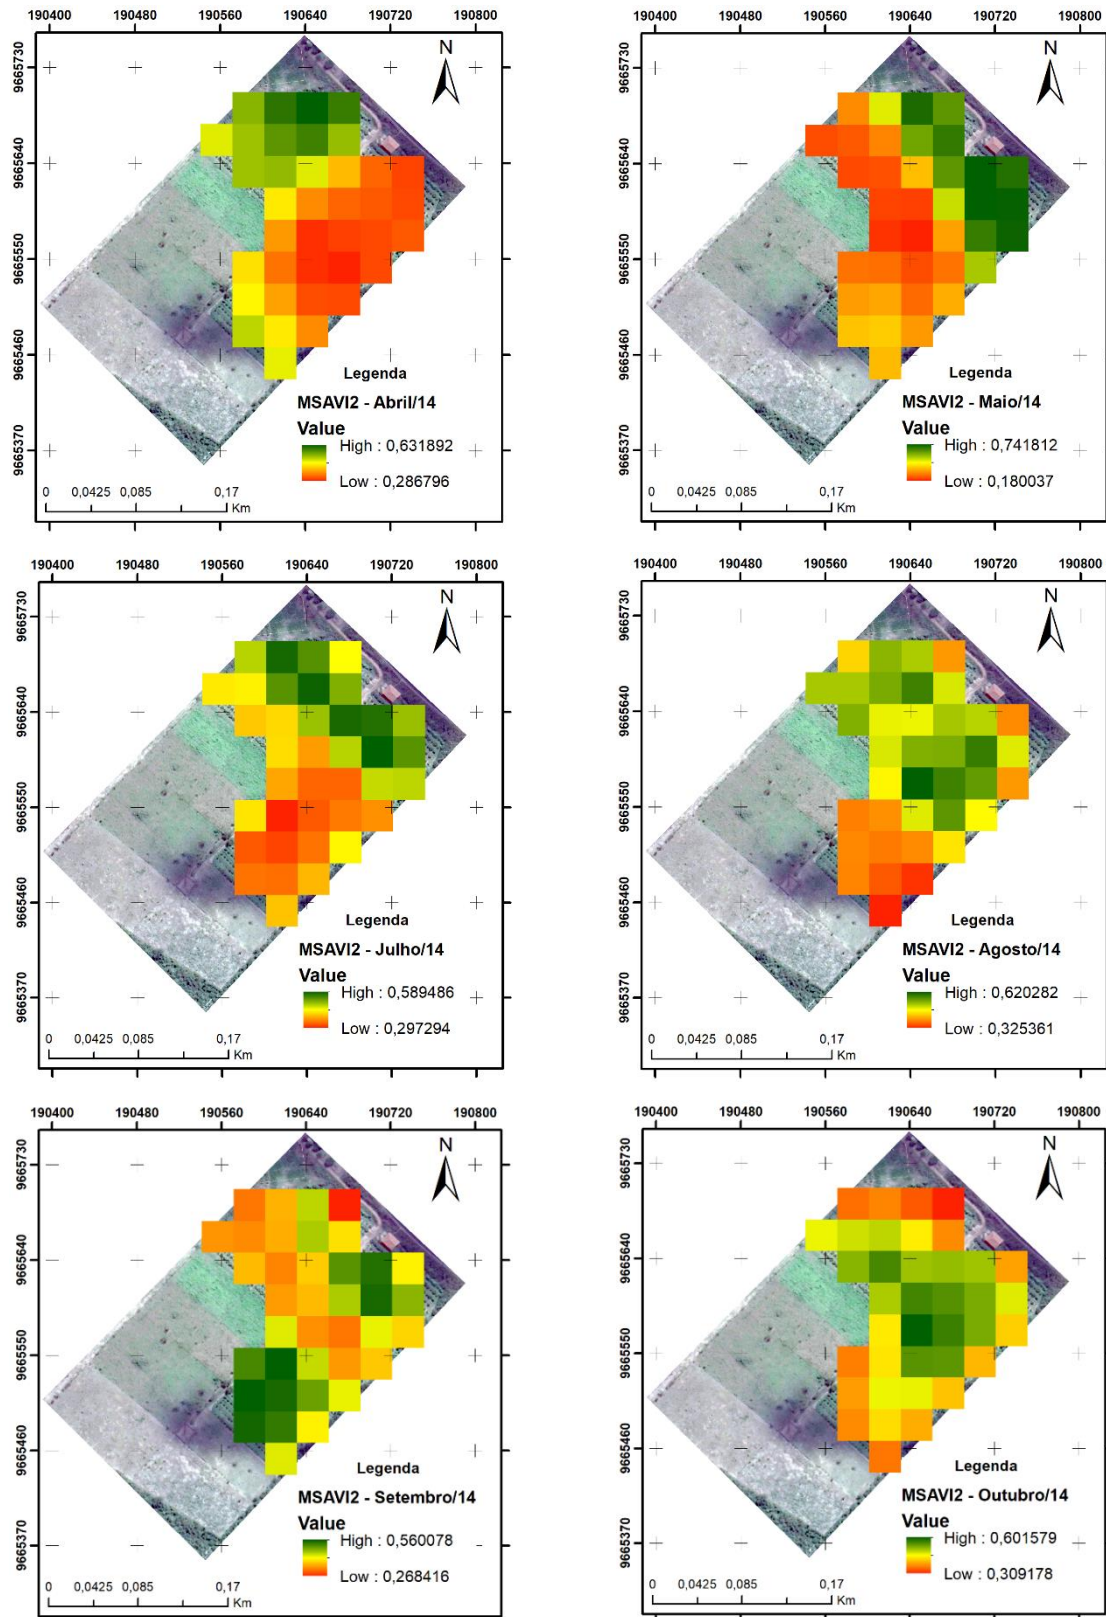 190400 190480 190560 190640 190720 190800
N
9665730
9665640
9665550
9665460
9665370
Legenda
MSAVI2 - Abril/14
Value
High : 0,631892
Low : 0,286796
0 0,0425 0,085 0,17
Km
190400 190480 190560 190640 190720 190800
N
9665730
9665640
9665550
9665460
9665370
Legenda
MSAVI2 - Maio/14
Value
High : 0,741812
Low : 0,180037
0 0,0425 0,085 0,17
Km
190400 190480 190560 190640 190720 190800
N
9665730
9665640
9665550
9665460
9665370
Legenda
MSAVI2 - Julho/14
Value
High : 0,589486
Low : 0,297294
0 0,0425 0,085 0,17
Km
190400 190480 190560 190640 190720 190800
N
9665730
9665640
9665550
9665460
9665370
Legenda
MSAVI2 - Agosto/14
Value
High : 0,620282
Low : 0,325361
0 0,0425 0,085 0,17
Km
190400 190480 190560 190640 190720 190800
N
9665730
9665640
9665550
9665460
9665370
Legenda
MSAVI2 - Setembro/14
Value
High : 0,560078
Low : 0,268416
0 0,0425 0,085 0,17
Km
190400 190480 190560 190640 190720 190800
N
9665730
9665640
9665550
9665460
9665370
Legenda
MSAVI2 - Outubro/14
Value
High : 0,601579
Low : 0,309178
0 0,0425 0,085 0,17
Km